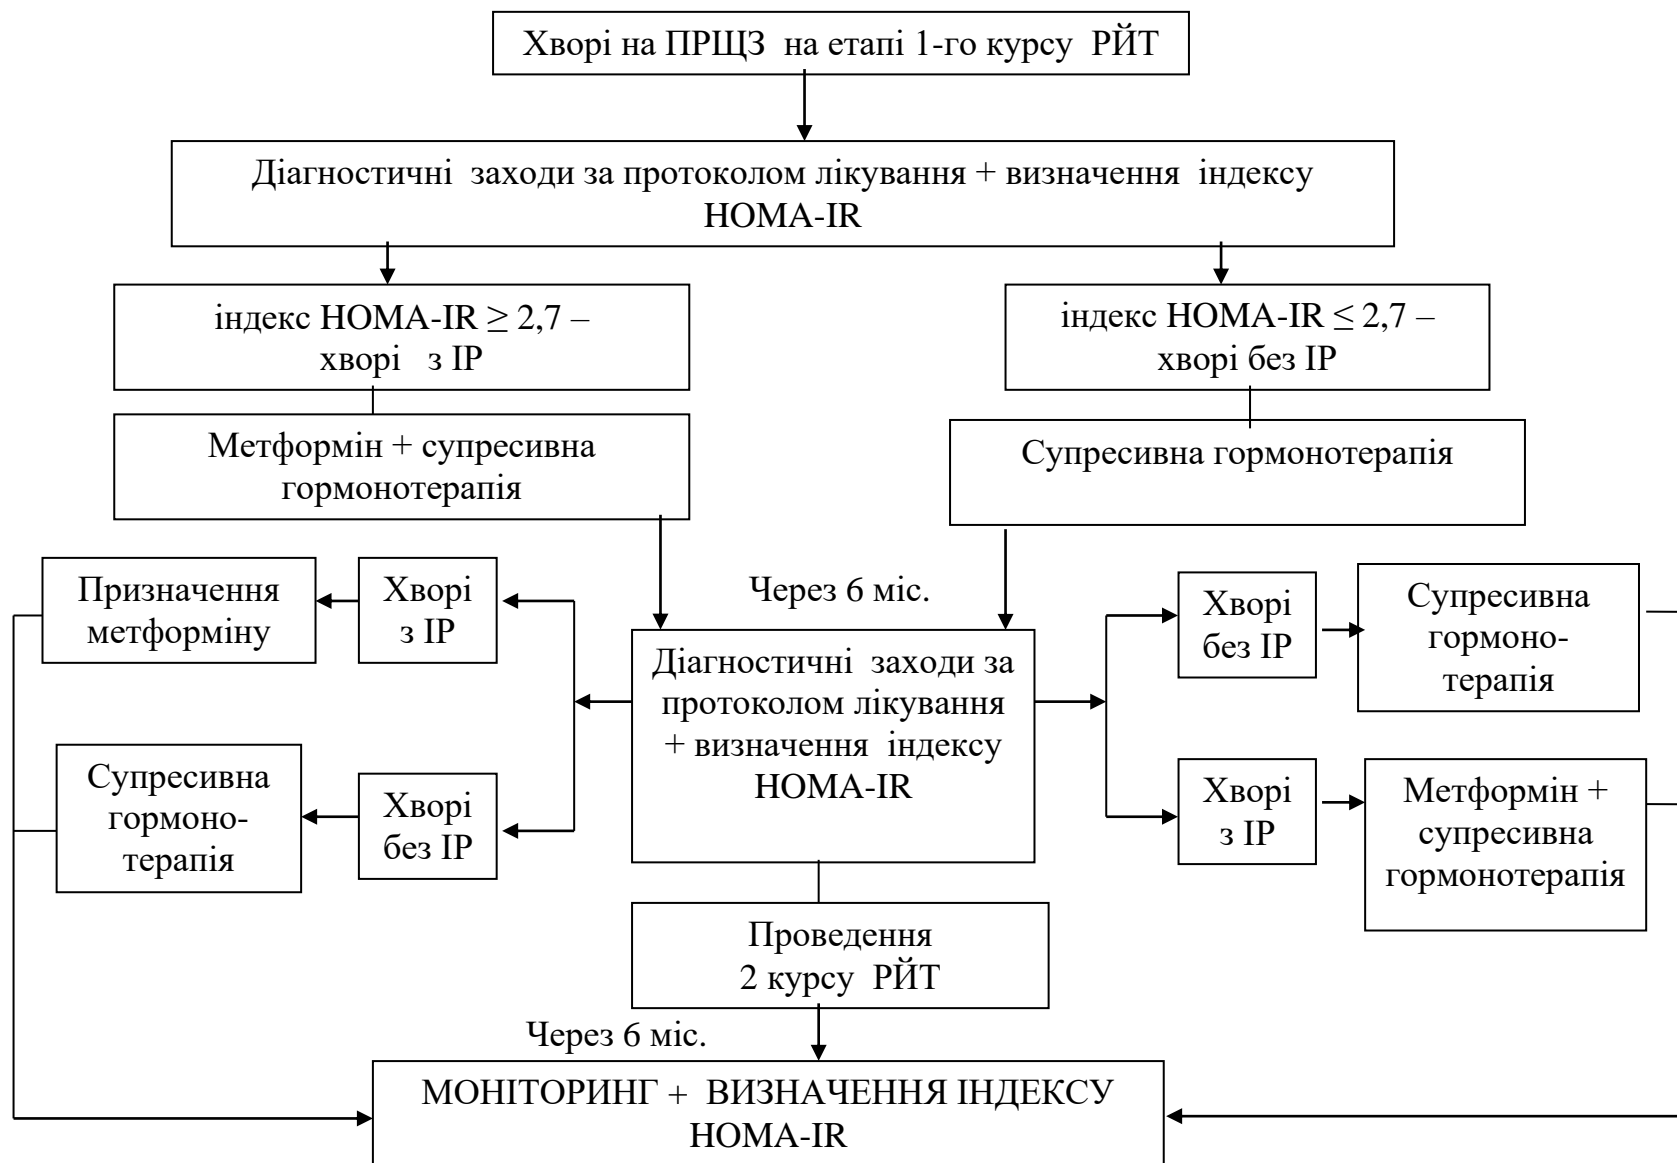 Хворі на ПРЩЗ на етапі 1-го курсу РЙТ
Діагностичні заходи за протоколом лікування + визначення індексу
HOMA-IR
індекс HOMA-IR ≥ 2,7 –
хворі з ІР
індекс HOMA-IR ≤ 2,7 –
хворі без ІР
Метформін + супресивна
гормонотерапія
Супресивна гормонотерапія
Через 6 міс.
Призначення
метформіну
Хворі
з ІР
Супресивна
гормоно-
терапія
Хворі
без ІР
Діагностичні заходи за
протоколом лікування
+ визначення індексу
HOMA-IR
Хворі
без ІР
Супресивна
гормоно-
терапія
Хворі
з ІР
Метформін +
супресивна
гормонотерапія
Проведення
2 курсу РЙТ
Через 6 міс.
МОНІТОРИНГ + ВИЗНАЧЕННЯ ІНДЕКСУ
HOMA-IR